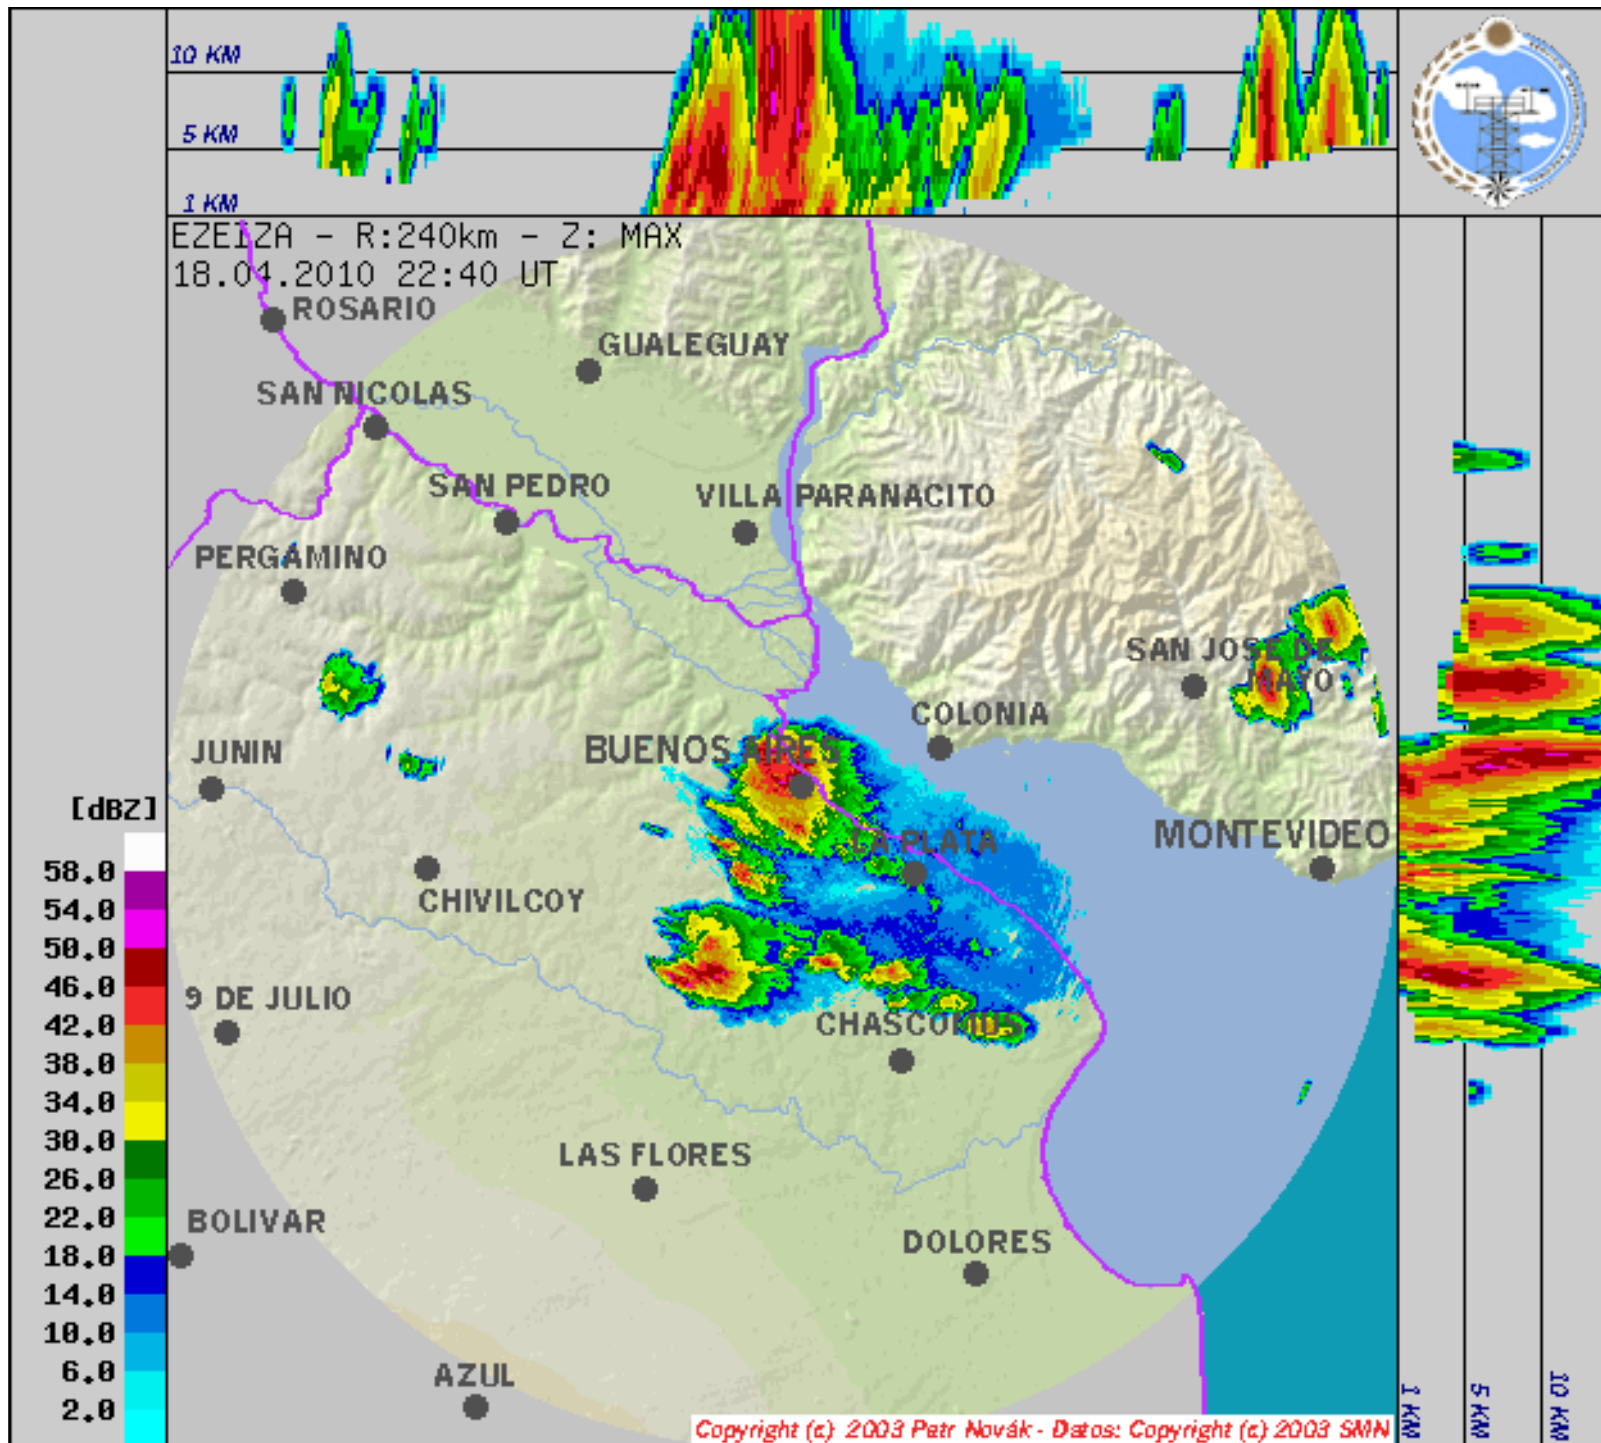 10 KM
5 KM
1 KM
EZEIZA - R:240km - Z: MAX
18.04.2010 22:40 UT
ROSARIO
GUALEGUAY
SAN NICOLAS
SAN PEDRO
VILLA PARANACITO
PERGAMINO
SAN JOSE DE
MAYO
COLONIA
JUNIN
BUENOS AIRES
[dBZ]
LA PLATA
MONTEVIDEO
58.0
54.0
50.0
46.0
42.0
38.0
34.0
30.0
26.0
22.0
18.0
14.0
10.0
6.0
2.0
CHIVILCOY
9 DE JULIO
CHASCOMUS
LAS FLORES
BOLIVAR
DOLORES
AZUL
1 KM
5 KM
10 KM
Copyright (c) 2003 Petr Novák - Datos: Copyright (c) 2003 SMN